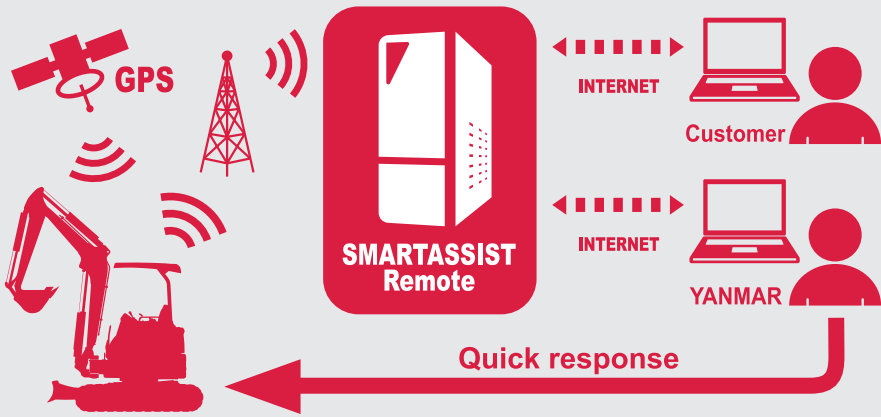 GPS
SMARTASSIST
Remote
INTERNET
Customer
INTERNET
YANMAR
Quick response